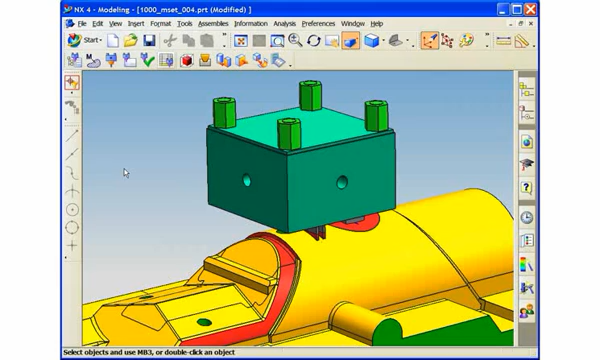 NX 4 - Modeling - [1000_mset_004.prt (Modified) ]
File Edit View Insert Format Tools Assemblies Information Analysis Preferences Window Help
Start
Select objects and use MB3, or double-click an object